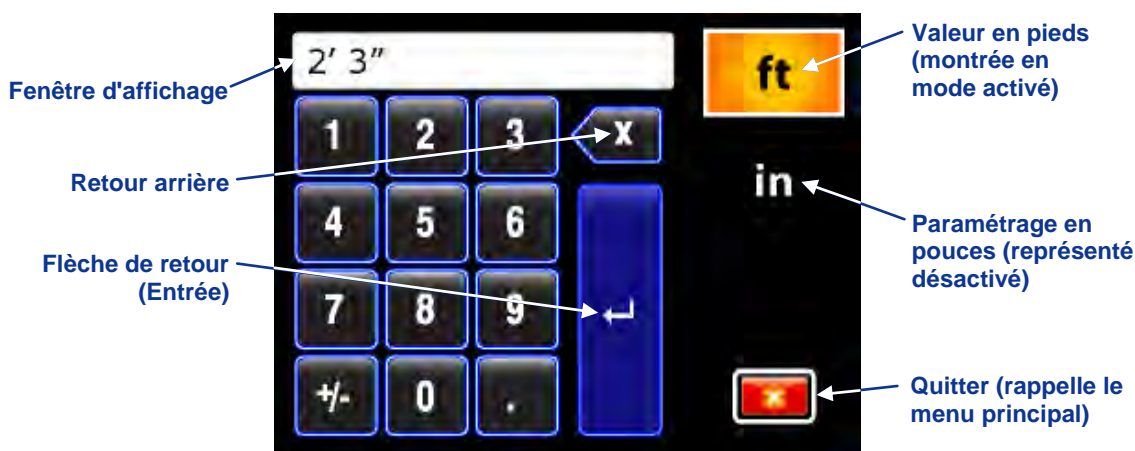 Fenêtre d'affichage
Retour arrière
Flèche de retour
(Entrée)
2' 3"
1 2 3 X
4 5 6
7 8 9
+/- 0 .
ft
in
Valeur en pieds
(montrée en
mode activé)
Paramétrage en
pouces (représenté
désactivé)
Quitter (rappelle le
menu principal)